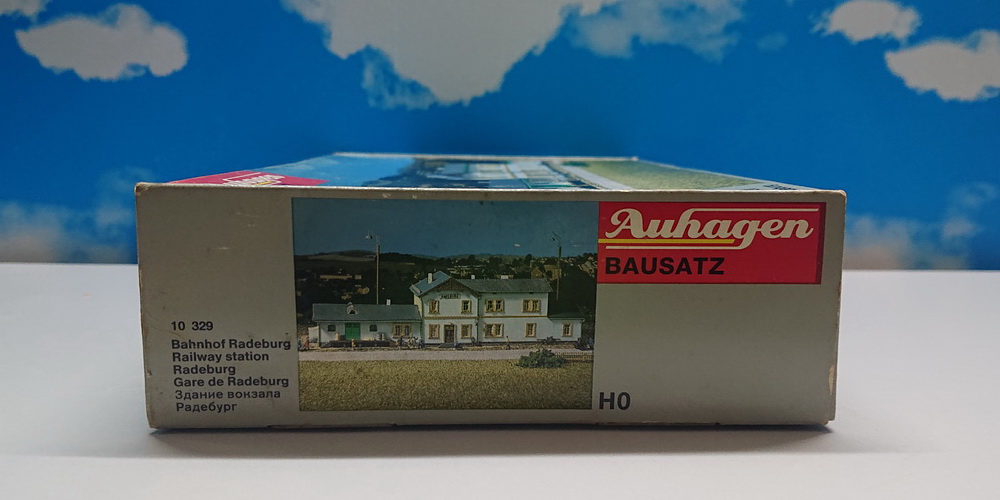 10 329
Bahnhof Radeburg
Railway station
Radeburg
Gare de Radeburg
Здание вокзала
Радебург
Auhagen
BAUSATZ
H0